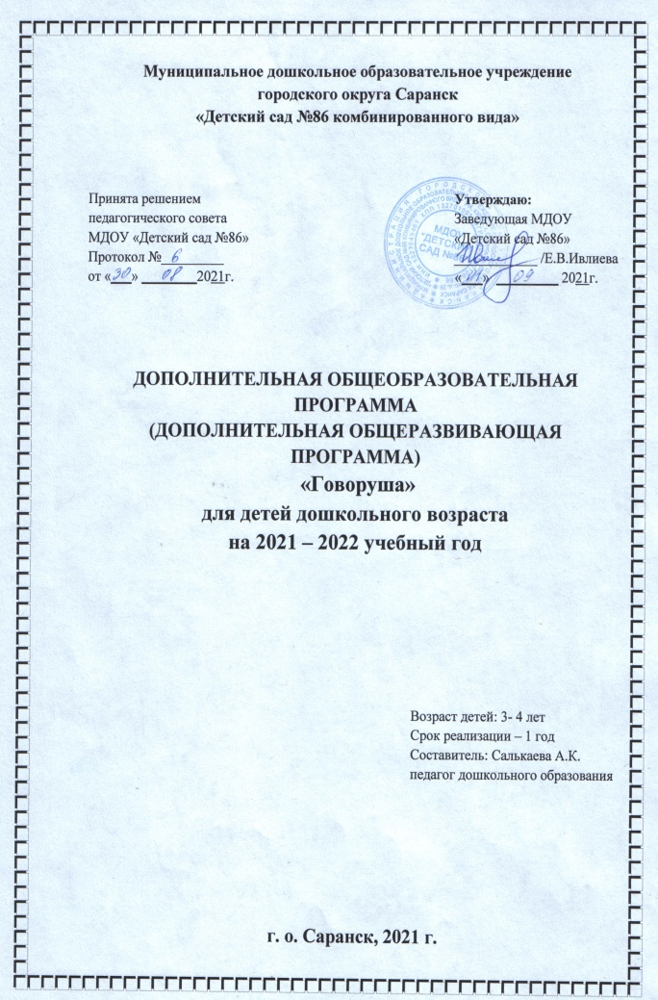 Муниципальное дошкольное образовательное учреждение
городского округа Саранск
«Детский сад №86 комбинированного вида»
Принята решением
педагогического совета
МДОУ «Детский сад №86»
Протокол № 6
от «30» 08 2021г.
Утверждаю:
Заведующая МДОУ
«Детский сад №86»
/Е.В.Ивлиева
«01» 09 2021г.
МДОУ
"ДЕТСКИЙ
САД
ДОПОЛНИТЕЛЬНАЯ ОБЩЕОБРАЗОВАТЕЛЬНАЯ
ПРОГРАММА
(ДОПОЛНИТЕЛЬНАЯ ОБЩЕРАЗВИВАЮЩАЯ
ПРОГРАММА)
«Говоруша»
для детей дошкольного возраста
на 2021 – 2022 учебный год
Возраст детей: 3- 4 лет
Срок реализации – 1 год
Составитель: Салькаева А.К.
педагог дошкольного образования
г. о. Саранск, 2021 г.